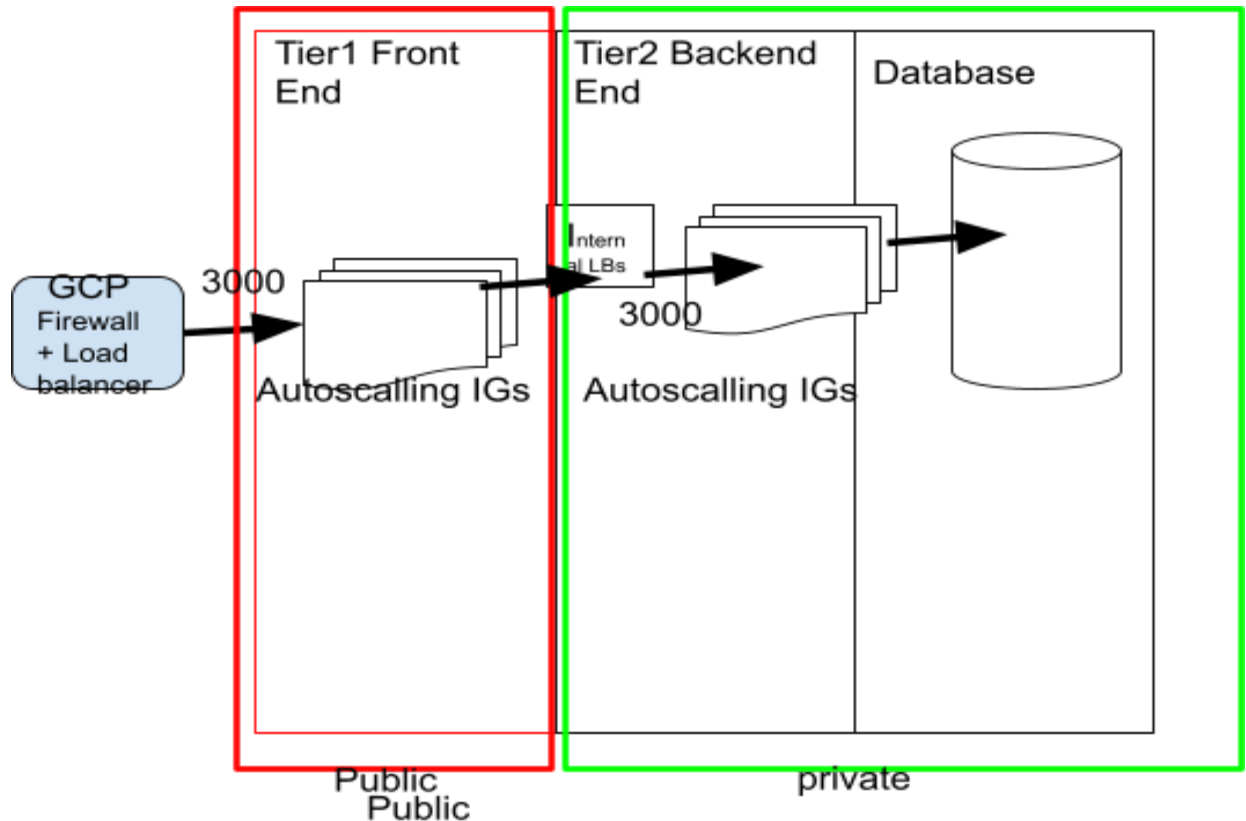 Tier1 Front
End
Tier2 Backend
End
Database
Intern
al LBs
GCP
Firewall
+ Load
balancer
3000
3000
Autoscalling IGs
Autoscalling IGs
Public
Public
private